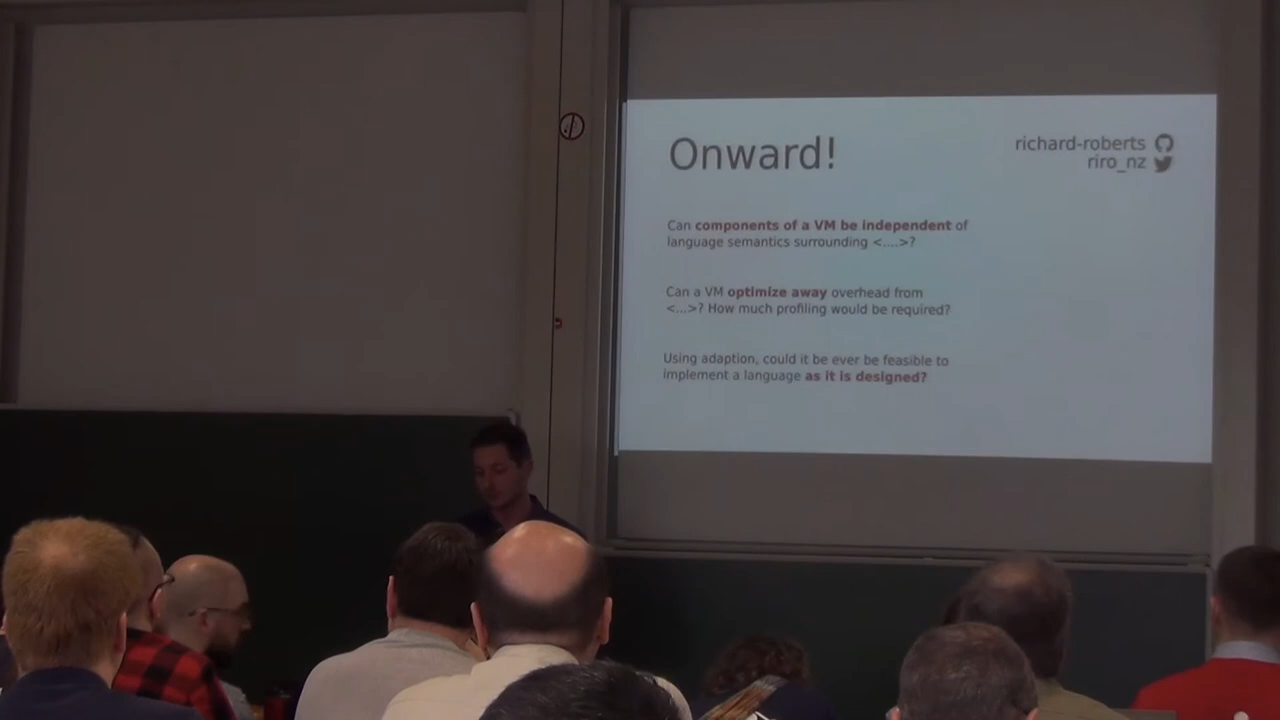 Onward!
richard-roberts
riro_nz
Can components of a VM be independent of
language semantics surrounding <....>?
Can a VM optimize away overhead from
<...>? How much profiling would be required?
Using adaption, could it be ever be feasible to
implement a language as it is designed?